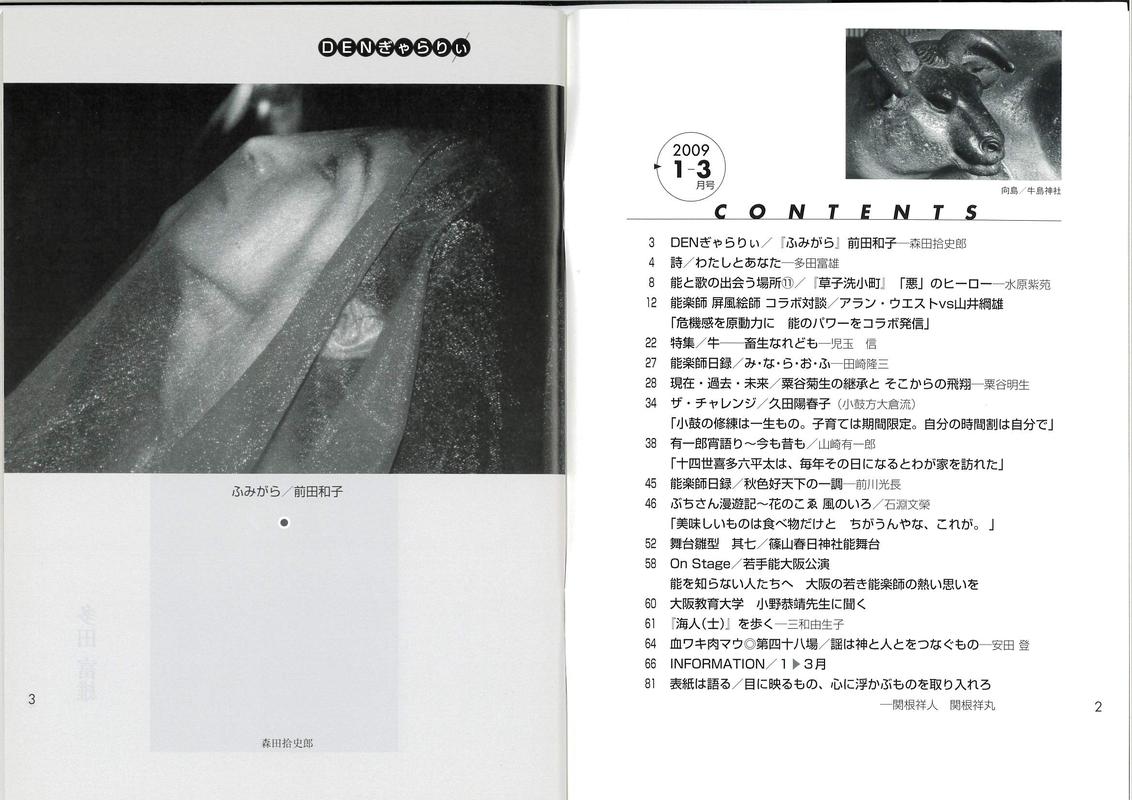 DENぎゃらりぃ
ふみがら／前田和子
森田拾史郎
3
向島／牛島神社
2009
1-3
月号
CONTENTS
3 DENぎゃらりぃ／『ふみがら』前田和子―森田拾史郎
4 詩／わたしとあなた―多田富雄
8 能と歌の出会う場所⑪／『草子洗小町』「悪」のヒーロー―水原紫苑
12 能楽師 屏風絵師 コラボ対談／アラン・ウエストvs山井綱雄
「危機感を原動力に　能のパワーをコラボ発信」
22 特集／牛――畜生なれども―児玉　信
27 能楽師日録／み・な・ら・お・ふ―田崎隆三
28 現在・過去・未来／粟谷菊生の継承と そこからの飛翔―粟谷明生
34 ザ・チャレンジ／久田陽春子（小鼓方大倉流）
「小鼓の修練は一生もの。子育ては期間限定。自分の時間割は自分で」
38 有一郎宵語り～今も昔も／山崎有一郎
「十四世喜多六平太は、毎年その日になるとわが家を訪れた」
45 能楽師日録／秋色好天下の一調―前川光長
46 ぶちさん漫遊記～花のこゑ 風のいろ／石淵文榮
「美味しいものは食べ物だけと　ちがうんやな、これが。」
52 舞台雛型　其七／篠山春日神社能舞台
58 On Stage／若手能大阪公演
能を知らない人たちへ　大阪の若き能楽師の熱い思いを
60 大阪教育大学　小野恭靖先生に聞く
61 『海人（士）』を歩く―三和由生子
64 血ワキ肉マウ◎第四十八場／謡は神と人とをつなぐもの―安田 登
66 INFORMATION／1▶3月
81 表紙は語る／目に映るもの、心に浮かぶものを取り入れろ
―関根祥人　関根祥丸
2